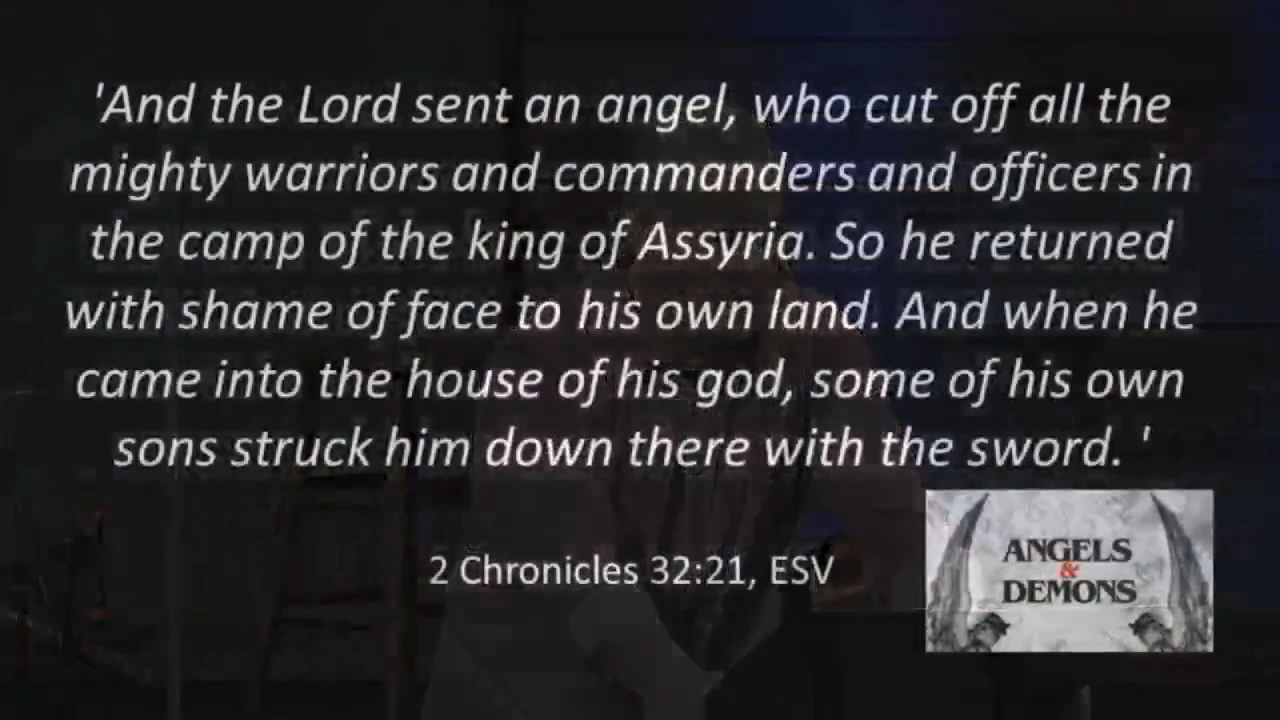 'And the Lord sent an angel, who cut off all the
mighty warriors and commanders and officers in
the camp of the king of Assyria. So he returned
with shame of face to his own land. And when he
came into the house of his god, some of his own
sons struck him down there with the sword. '
2 Chronicles 32:21, ESV
ANGELS
&
DEMONS